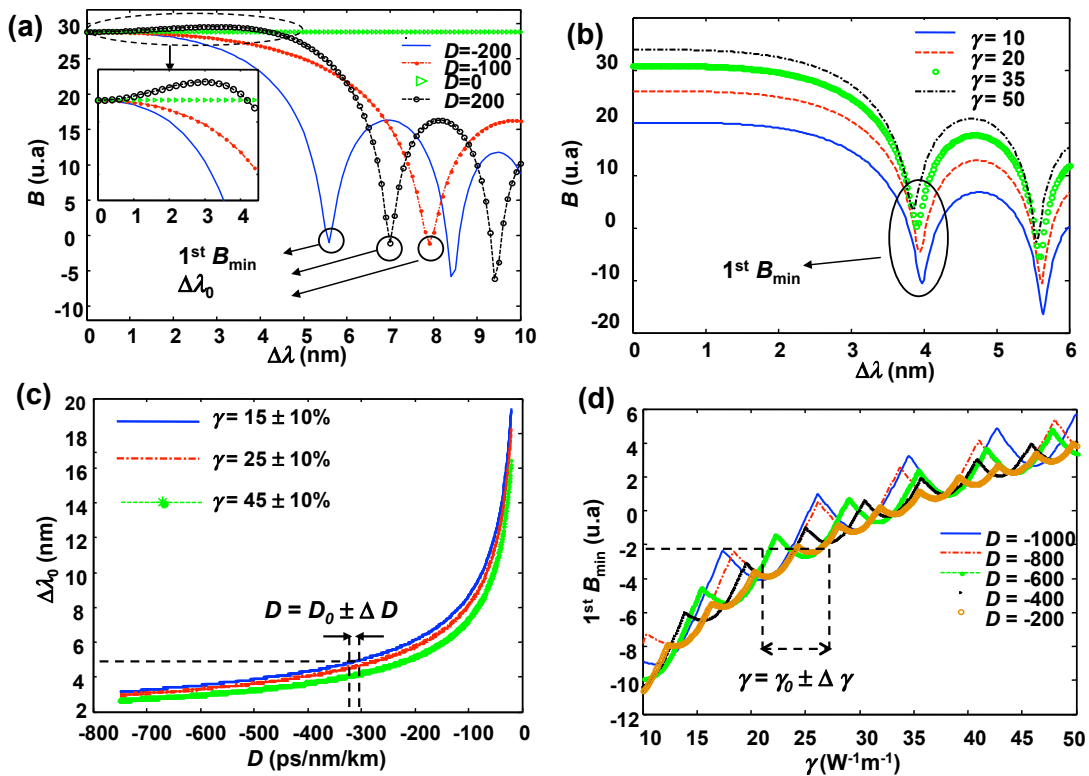 (a)
30
25
20
15
10
5
0
-5
-10
B (u.a)
D=-200
D=-100
D=0
D=200
0 1 2 3 4
1st Bmin
Δλ0
0 1 2 3 4 5 6 7 8 9 10
Δλ (nm)
(b)
30
20
10
0
-10
-20
B (u.a)
γ = 10
γ = 20
γ = 35
γ = 50
1st Bmin
0 1 2 3 4 5 6
Δλ (nm)
(c)
20
18
16
14
12
10
8
6
4
2
Δλ0 (nm)
γ = 15 ± 10%
γ = 25 ± 10%
γ = 45 ± 10%
D = D0 ± Δ D
-800 -700 -600 -500 -400 -300 -200 -100 0
D (ps/nm/km)
(d)
6
4
2
0
-2
-4
-6
-8
-10
-12
1st Bmin (u.a)
D = -1000
D = -800
D = -600
D = -400
D = -200
γ = γ0 ± Δ γ
10 15 20 25 30 35 40 45 50
γ(W-1m-1)